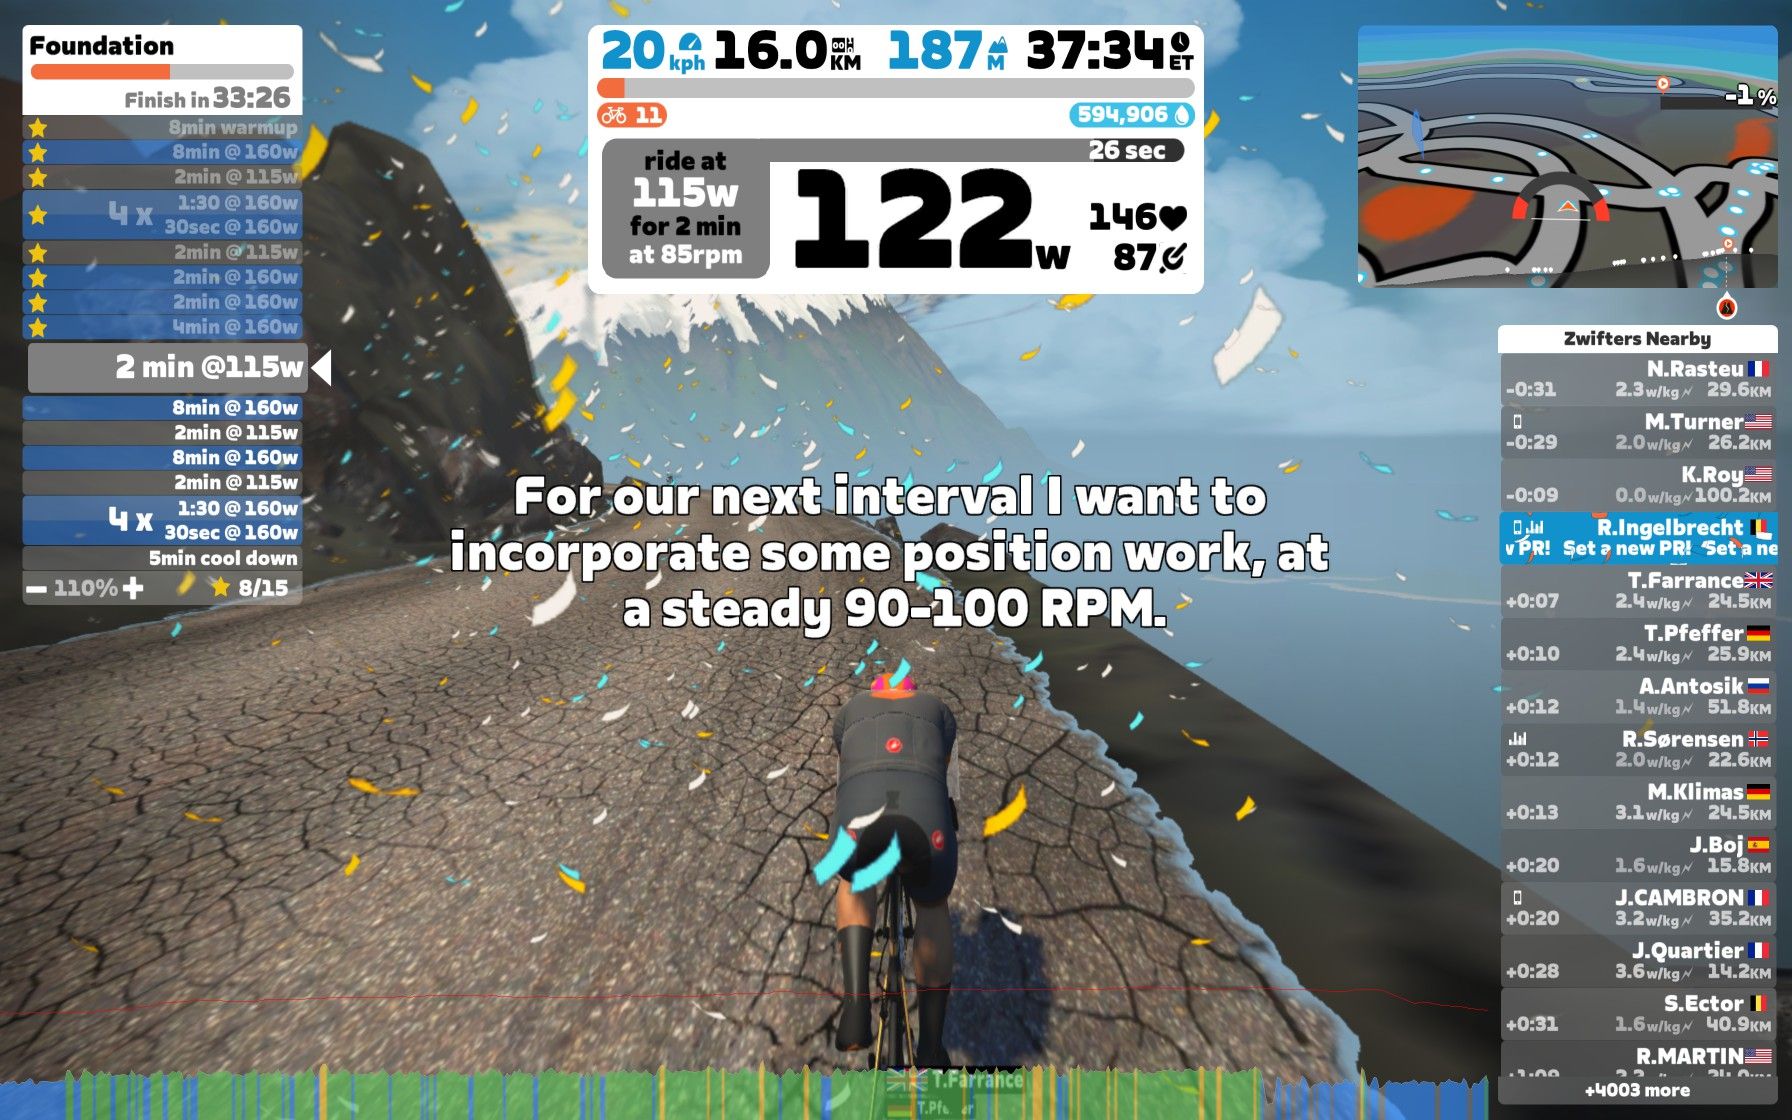 Foundation
Finish in 33:26
8min warmup
8min @ 160w
2min @ 115w
4 x
1:30 @ 160w
30sec @ 160w
2min @ 115w
2min @ 160w
2min @ 160w
4min @ 160w
2 min @115w
8min @ 160w
2min @ 115w
8min @ 160w
2min @ 115w
4 x
1:30 @ 160w
30sec @ 160w
5min cool down
− 110% + 8/15
20 kph 16.0 KM 187 M 37:34 ET
11
594,906
26 sec
ride at
115w
for 2 min
at 85rpm
122w
146
87
-1%
For our next interval I want to
incorporate some position work, at
a steady 90-100 RPM.
Zwifters Nearby
N.Rasteu
-0:31 2.3w/kg 29.6KM
M.Turner
-0:29 2.0w/kg 26.2KM
K.Roy
-0:09 0.0w/kg 100.2KM
R.Ingelbrecht
v PR! Set a new PR! Set a ne
T.Farrance
+0:07 2.4w/kg 24.5KM
T.Pfeffer
+0:10 2.4w/kg 25.9KM
A.Antosik
+0:12 1.4w/kg 51.8KM
R.Sørensen
+0:12 2.0w/kg 22.6KM
M.Klimas
+0:13 3.1w/kg 24.5KM
J.Boj
+0:20 1.6w/kg 15.8KM
J.CAMBRON
+0:20 3.2w/kg 35.2KM
J.Quartier
+0:28 3.6w/kg 14.2KM
S.Ector
+0:31 1.6w/kg 40.9KM
R.MARTIN
+4003 more
T.Farrance